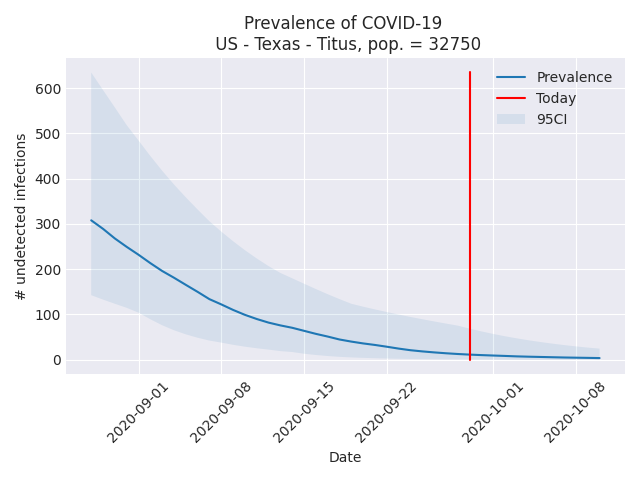 Prevalence of COVID-19
US - Texas - Titus, pop. = 32750
# undetected infections
600
500
400
300
200
100
0
Prevalence
Today
95CI
2020-09-01
2020-09-08
2020-09-15
2020-09-22
2020-10-01
2020-10-08
Date